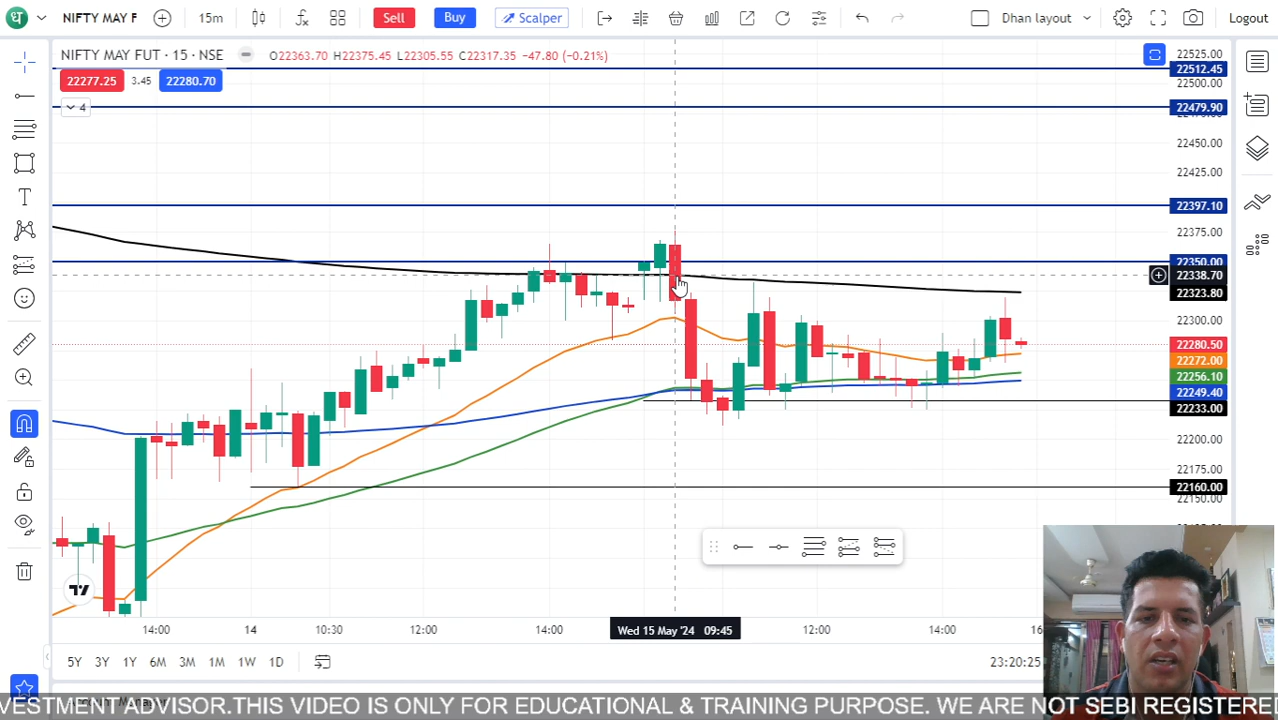 ध
NIFTY MAY F
15m
Sell
Buy
Scalper
Dhan layout
Logout
NIFTY MAY FUT · 15 · NSE
O22363.70 H22375.45 L22305.55 C22317.35 −47.80 (−0.21%)
22277.25
3.45
22280.70
4
22525.00
22512.45
22500.00
22479.90
22450.00
22425.00
22397.10
22375.00
22350.00
22338.70
22323.80
22300.00
22280.50
22272.00
22256.10
22249.40
22233.00
22200.00
22175.00
22160.00
22150.00
14:00
14
10:30
12:00
14:00
Wed 15 May '24 09:45
12:00
14:00
16
5Y 3Y 1Y 6M 3M 1M 1W 1D
23:20:25
VESTMENT ADVISOR.THIS VIDEO IS ONLY FOR EDUCATIONAL & TRAINING PURPOSE. WE ARE NOT SEBI REGISTERE